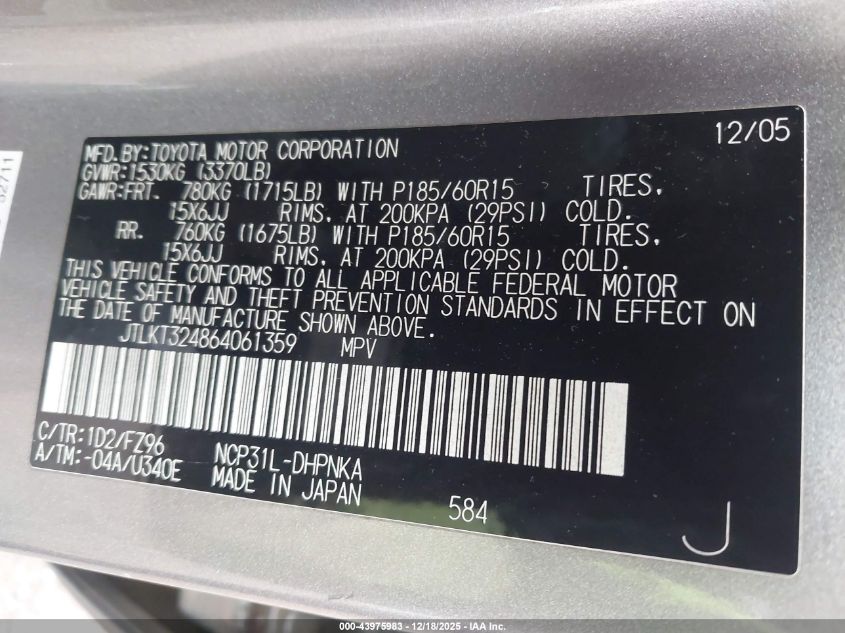 12/05
MFD.BY:TOYOTA MOTOR CORPORATION
GVWR:1530KG (3370LB)
GAWR:FRT. 780KG (1715LB) WITH P185/60R15 TIRES,
15X6JJ RIMS, AT 200KPA (29PSI) COLD.
RR. 760KG (1675LB) WITH P185/60R15 TIRES,
15X6JJ RIMS, AT 200KPA (29PSI) COLD.
THIS VEHICLE CONFORMS TO ALL APPLICABLE FEDERAL MOTOR
VEHICLE SAFETY AND THEFT PREVENTION STANDARDS IN EFFECT ON
THE DATE OF MANUFACTURE SHOWN ABOVE.
JTLKT324864061359 MPV
C/TR:1D2/FZ96
A/TM:-04A/U340E
NCP31L-DHPNKA
MADE IN JAPAN
584
J
000-43975983 - 12/18/2025 - IAA Inc.